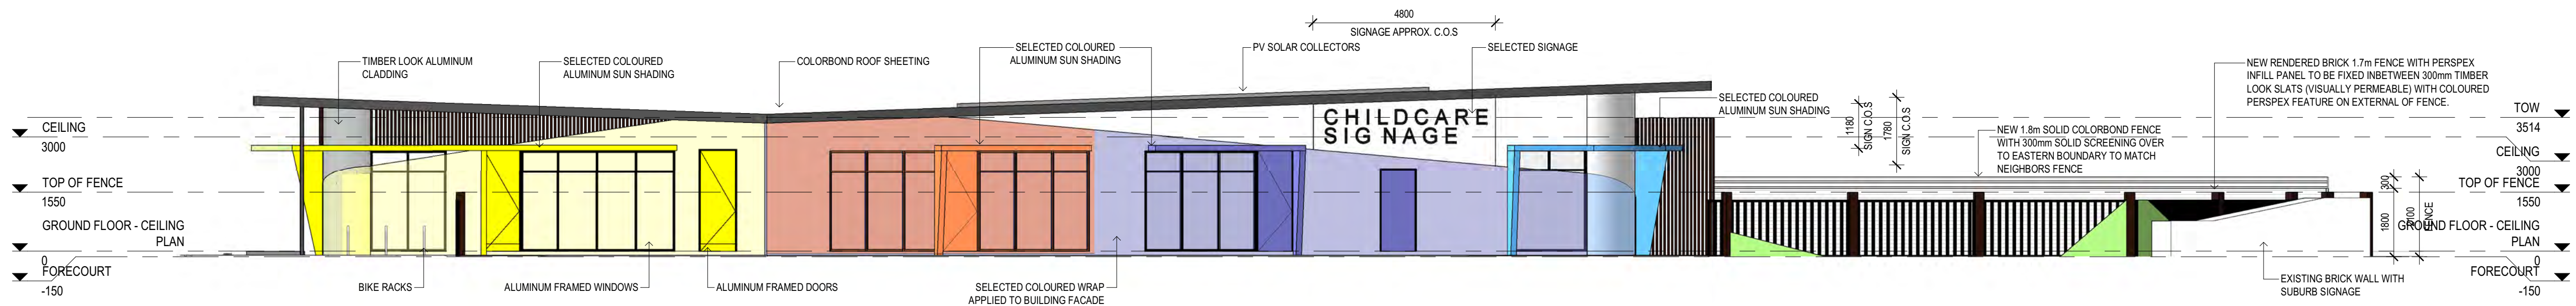 4800
SIGNAGE APPROX. C.O.S
SELECTED COLOURED
ALUMINUM SUN SHADING
PV SOLAR COLLECTORS
SELECTED SIGNAGE
TIMBER LOOK ALUMINUM
CLADDING
SELECTED COLOURED
ALUMINUM SUN SHADING
COLORBOND ROOF SHEETING
NEW RENDERED BRICK 1.7m FENCE WITH PERSPEX
INFILL PANEL TO BE FIXED INBETWEEN 300mm TIMBER
LOOK SLATS (VISUALLY PERMEABLE) WITH COLOURED
PERSPEX FEATURE ON EXTERNAL OF FENCE.
SELECTED COLOURED
ALUMINUM SUN SHADING
CHILDCARE
SIGNAGE
1180
SIGN C.O.S
1780
SIGN C.O.S
NEW 1.8m SOLID COLORBOND FENCE
WITH 300mm SOLID SCREENING OVER
TO EASTERN BOUNDARY TO MATCH
NEIGHBORS FENCE
CEILING
3000
TOP OF FENCE
1550
GROUND FLOOR - CEILING
PLAN
0
FORECOURT
-150
TOW
3514
CEILING
3000
TOP OF FENCE
1550
300
1800
FENCE
GROUND FLOOR - CEILING
PLAN
0
FORECOURT
-150
BIKE RACKS
ALUMINUM FRAMED WINDOWS
ALUMINUM FRAMED DOORS
SELECTED COLOURED WRAP
APPLIED TO BUILDING FACADE
EXISTING BRICK WALL WITH
SUBURB SIGNAGE